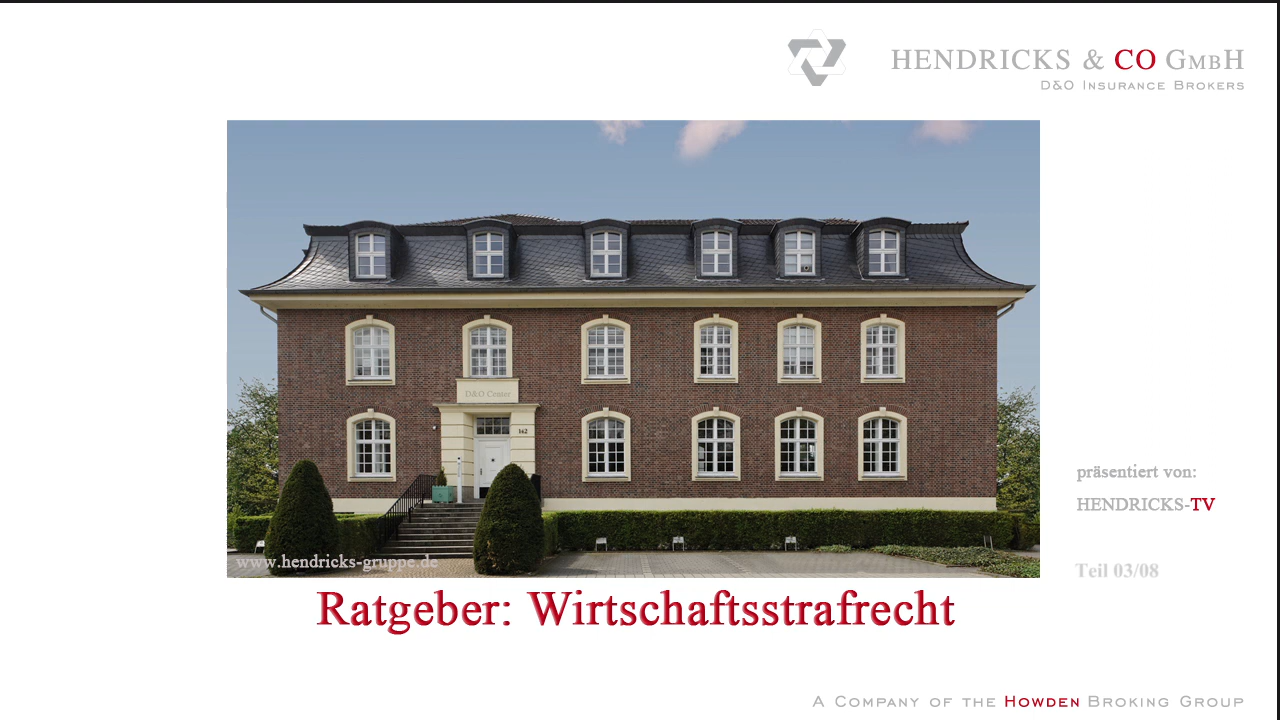 HENDRICKS & CO GMBH
D&O INSURANCE BROKERS
D&O Center
142
präsentiert von:
HENDRICKS-TV
www.hendricks-gruppe.de
Teil 03/08
Ratgeber: Wirtschaftsstrafrecht
A COMPANY OF THE HOWDEN BROKING GROUP